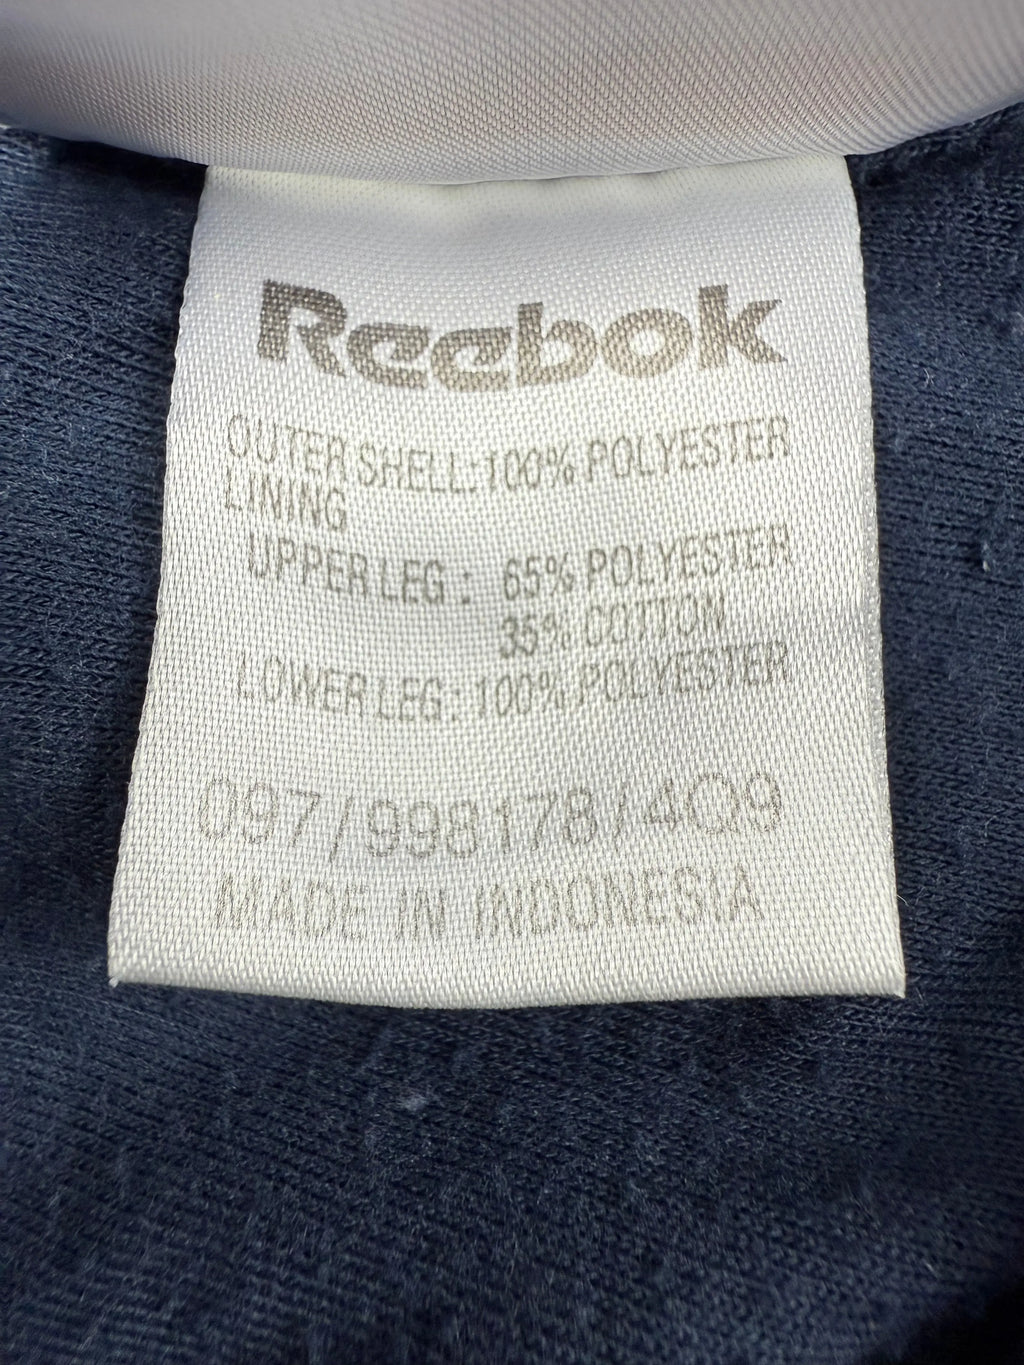 Reebok
OUTER SHELL:100% POLYESTER
LINING
UPPER LEG : 65% POLYESTER
35% COTTON
LOWER LEG : 100% POLYESTER
097/998178/4Q9
MADE IN INDONESIA